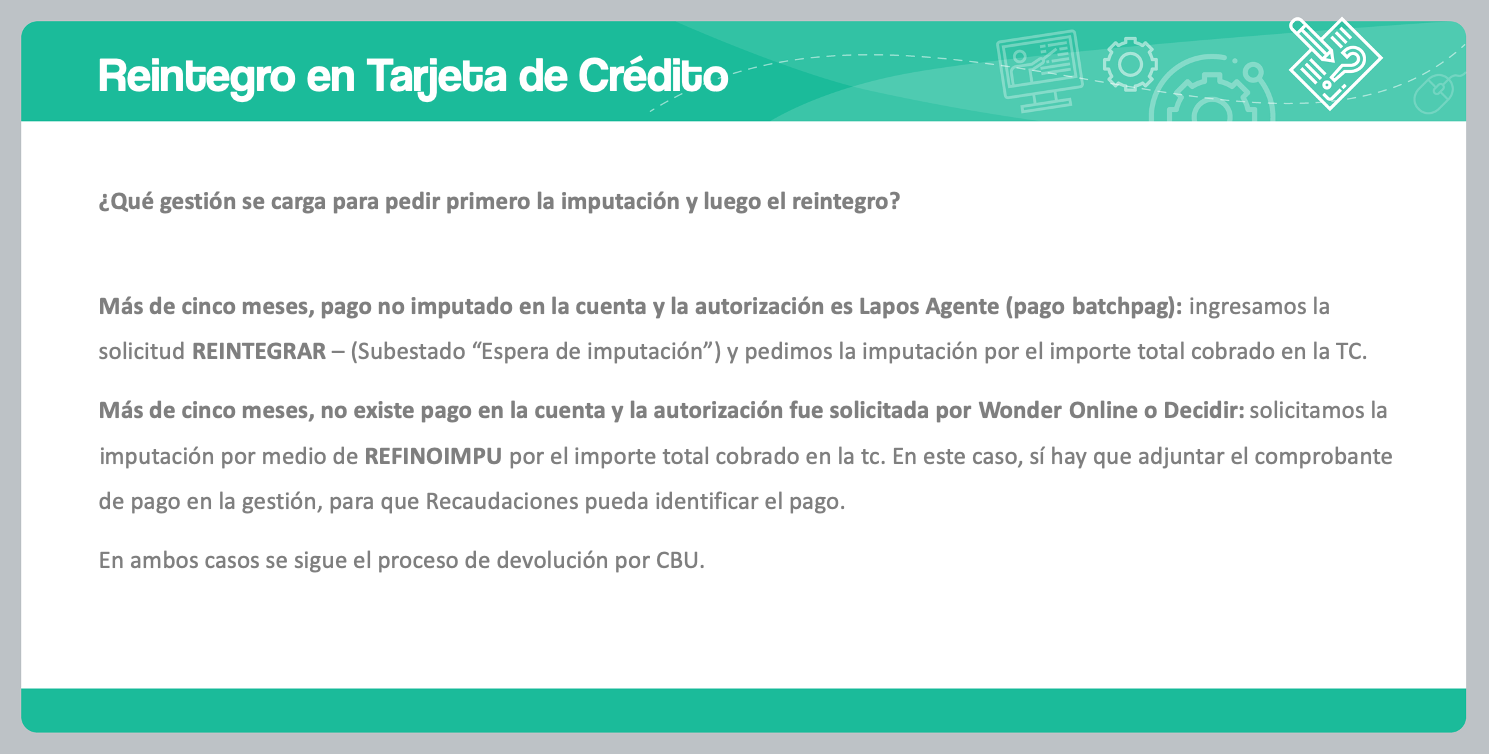 Reintegro en Tarjeta de Crédito
¿Qué gestión se carga para pedir primero la imputación y luego el reintegro?
Más de cinco meses, pago no imputado en la cuenta y la autorización es Lapos Agente (pago batchpag): ingresamos la
solicitud REINTEGRAR – (Subestado “Espera de imputación”) y pedimos la imputación por el importe total cobrado en la TC.
Más de cinco meses, no existe pago en la cuenta y la autorización fue solicitada por Wonder Online o Decidir: solicitamos la
imputación por medio de REFINOIMPU por el importe total cobrado en la tc. En este caso, sí hay que adjuntar el comprobante
de pago en la gestión, para que Recaudaciones pueda identificar el pago.
En ambos casos se sigue el proceso de devolución por CBU.